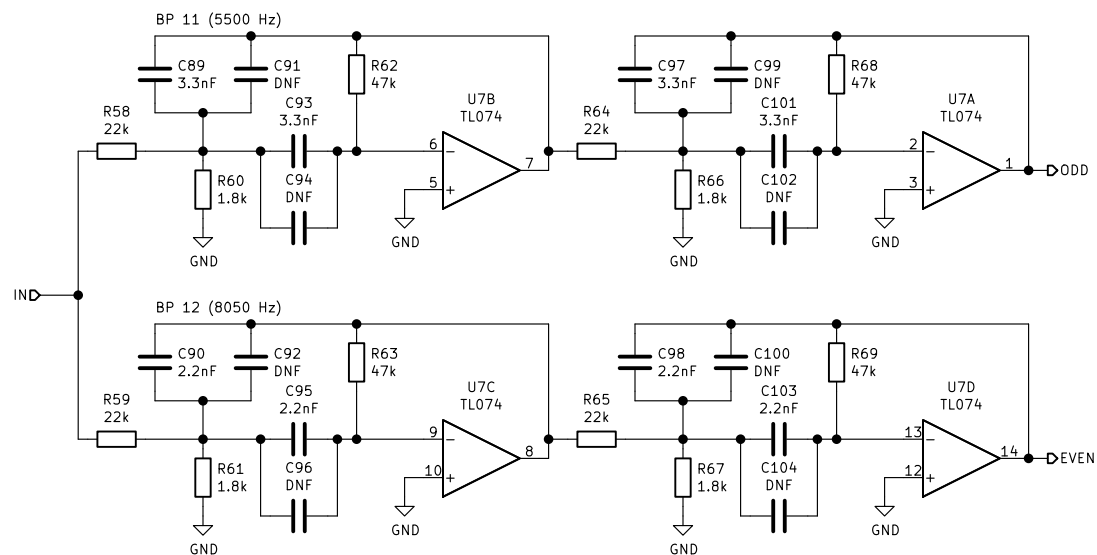 BP 11 (5500 Hz)
C89
3.3nF
C91
DNF
R62
47k
C93
3.3nF
U7B
TL074
R58
22k
6
7
5
C94
DNF
R60
1.8k
GND
GND
C97
3.3nF
C99
DNF
R68
47k
C101
3.3nF
U7A
TL074
R64
22k
2
1
3
ODD
C102
DNF
R66
1.8k
GND
GND
IN
BP 12 (8050 Hz)
C90
2.2nF
C92
DNF
R63
47k
C95
2.2nF
U7C
TL074
R59
22k
9
8
10
C96
DNF
R61
1.8k
GND
GND
C98
2.2nF
C100
DNF
R69
47k
C103
2.2nF
U7D
TL074
R65
22k
13
14
12
EVEN
C104
DNF
R67
1.8k
GND
GND